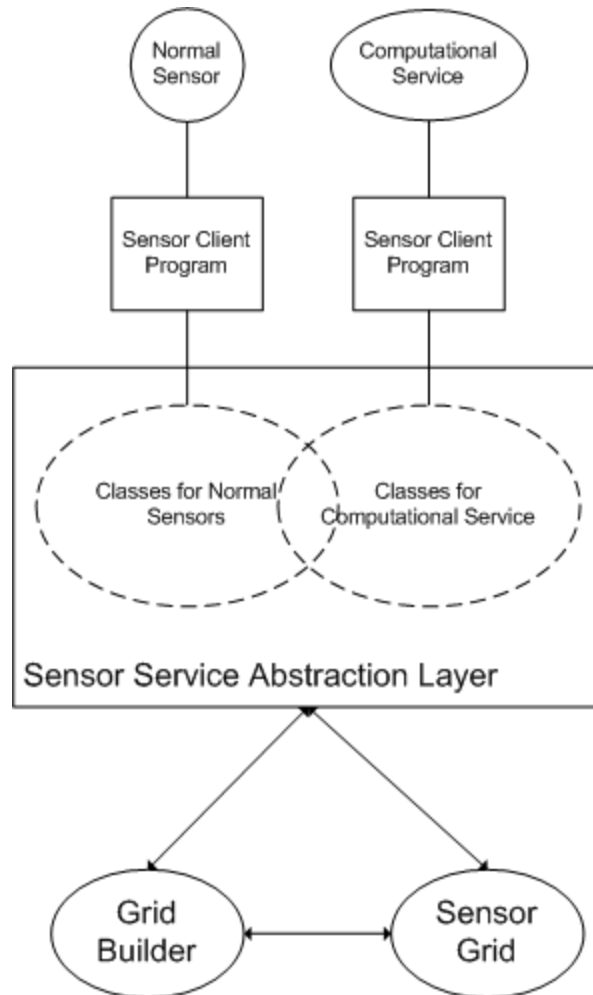 Normal
Sensor
Computational
Service
Sensor Client
Program
Sensor Client
Program
Classes for Normal
Sensors
Classes for
Computational Service
Sensor Service Abstraction Layer
Grid
Builder
Sensor
Grid